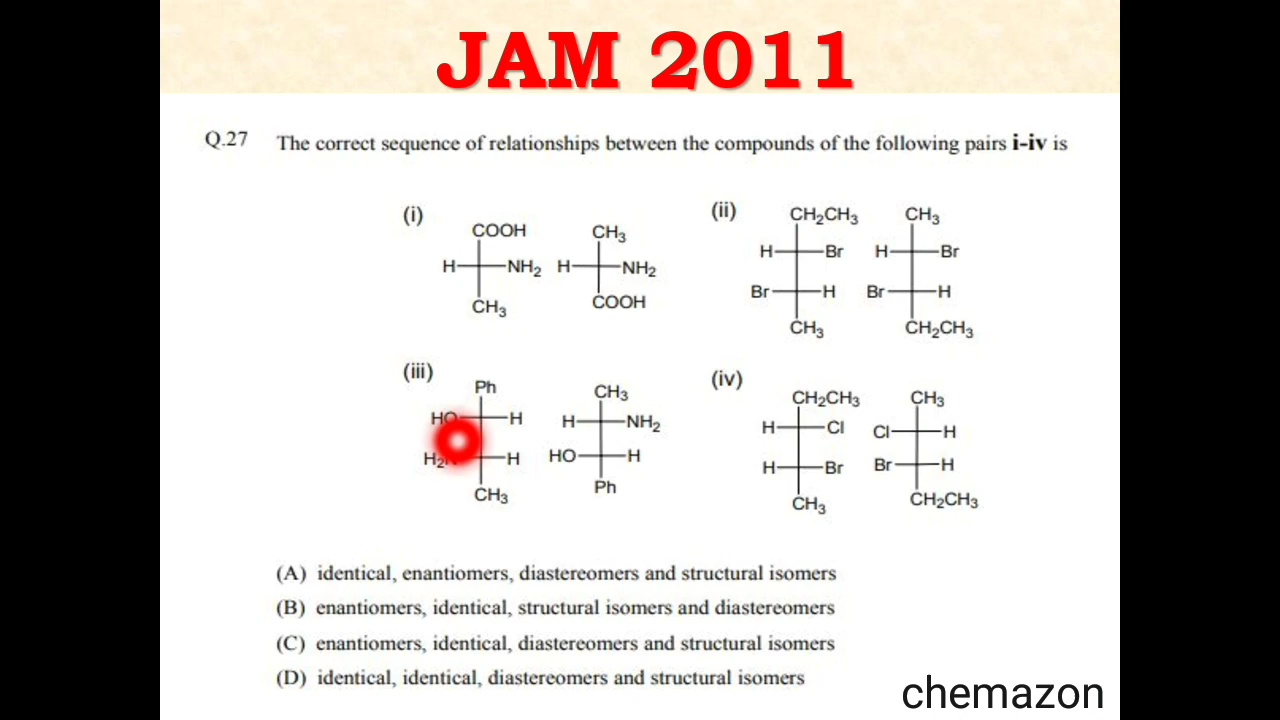 JAM 2011
Q.27 The correct sequence of relationships between the compounds of the following pairs i-iv is
(i) (ii)
CH₂CH₃ CH₃
COOH CH₃
H Br H Br
H NH₂ H NH₂
Br H Br H
CH₃ COOH
CH₃ CH₂CH₃
(iii) (iv)
Ph CH₃
CH₂CH₃ CH₃
HO H H NH₂
H Cl Cl H
H₂ H HO H
H Br Br H
Ph
CH₃ CH₃ CH₂CH₃
(A) identical, enantiomers, diastereomers and structural isomers
(B) enantiomers, identical, structural isomers and diastereomers
(C) enantiomers, identical, diastereomers and structural isomers
(D) identical, identical, diastereomers and structural isomers
chemazon